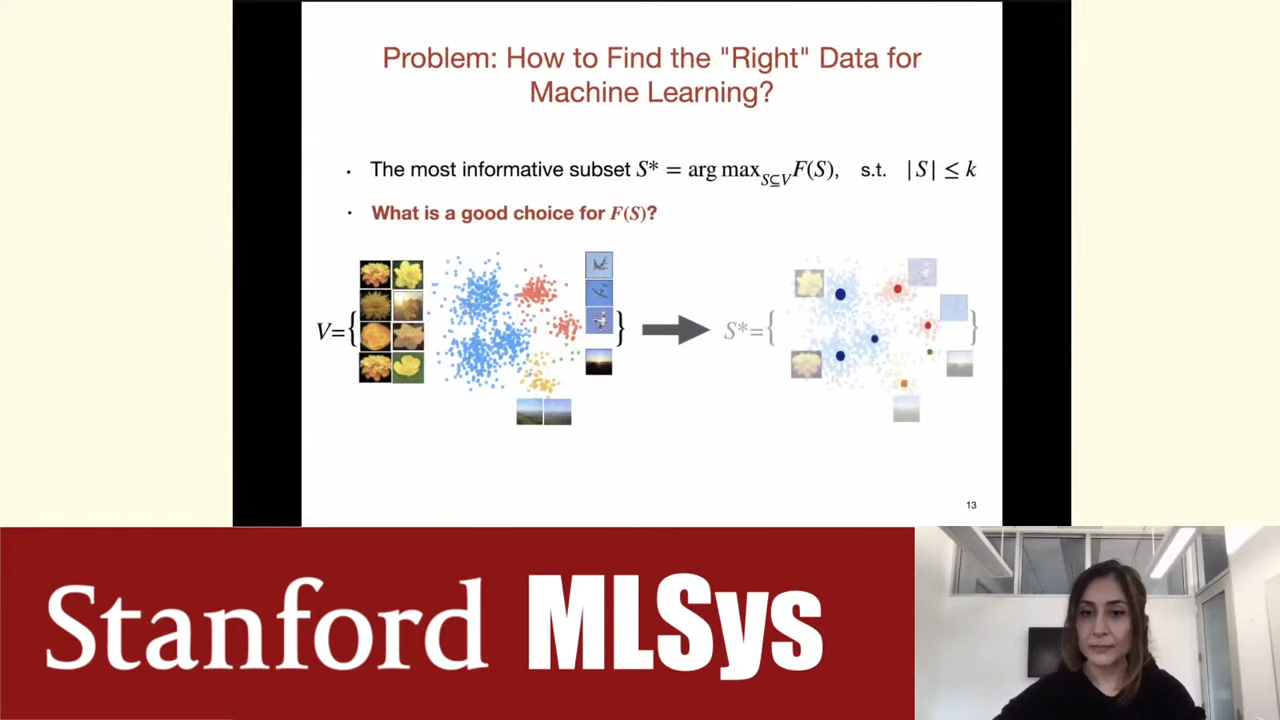 Problem: How to Find the "Right" Data for
Machine Learning?
· The most informative subset S* = arg max_{S⊆V} F(S), s.t. |S| ≤ k
· What is a good choice for F(S)?
V={ }
S*={ }
13
Stanford MLSys